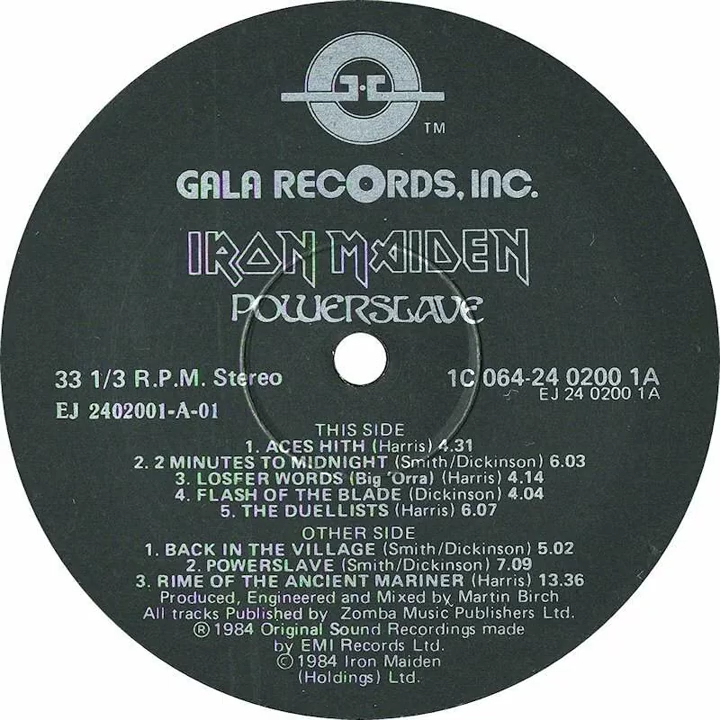 TM
GALA RECORDS, INC.
IRON MAIDEN
POWERSLAVE
33 1/3 R.P.M. Stereo
1C 064-24 0200 1A
EJ 2402001-A-01
EJ 24 0200 1A
THIS SIDE
1. ACES HITH (Harris) 4.31
2. 2 MINUTES TO MIDNIGHT (Smith/Dickinson) 6.03
3. LOSFER WORDS (Big 'Orra) (Harris) 4.14
4. FLASH OF THE BLADE (Dickinson) 4.04
5. THE DUELLISTS (Harris) 6.07
OTHER SIDE
1. BACK IN THE VILLAGE (Smith/Dickinson) 5.02
2. POWERSLAVE (Smith/Dickinson) 7.09
3. RIME OF THE ANCIENT MARINER (Harris) 13.36
Produced, Engineered and Mixed by Martin Birch
All tracks Published by Zomba Music Publishers Ltd.
℗ 1984 Original Sound Recordings made
by EMI Records Ltd.
© 1984 Iron Maiden
(Holdings) Ltd.